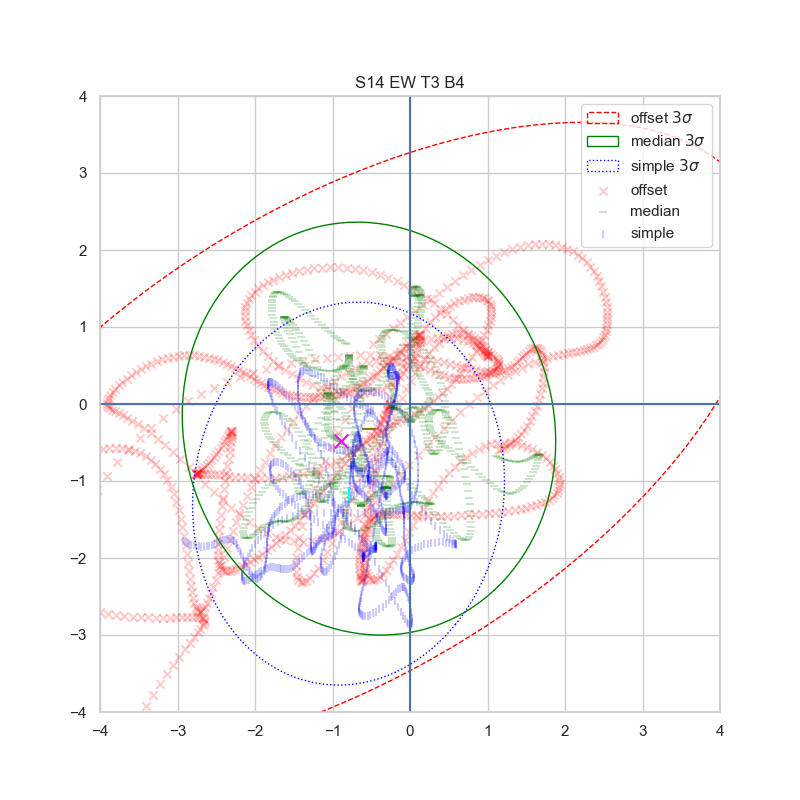 S14 EW T3 B4
offset 3σ
median 3σ
simple 3σ
offset
median
simple
4
3
2
1
0
−1
−2
−3
−4
−4 −3 −2 −1 0 1 2 3 4